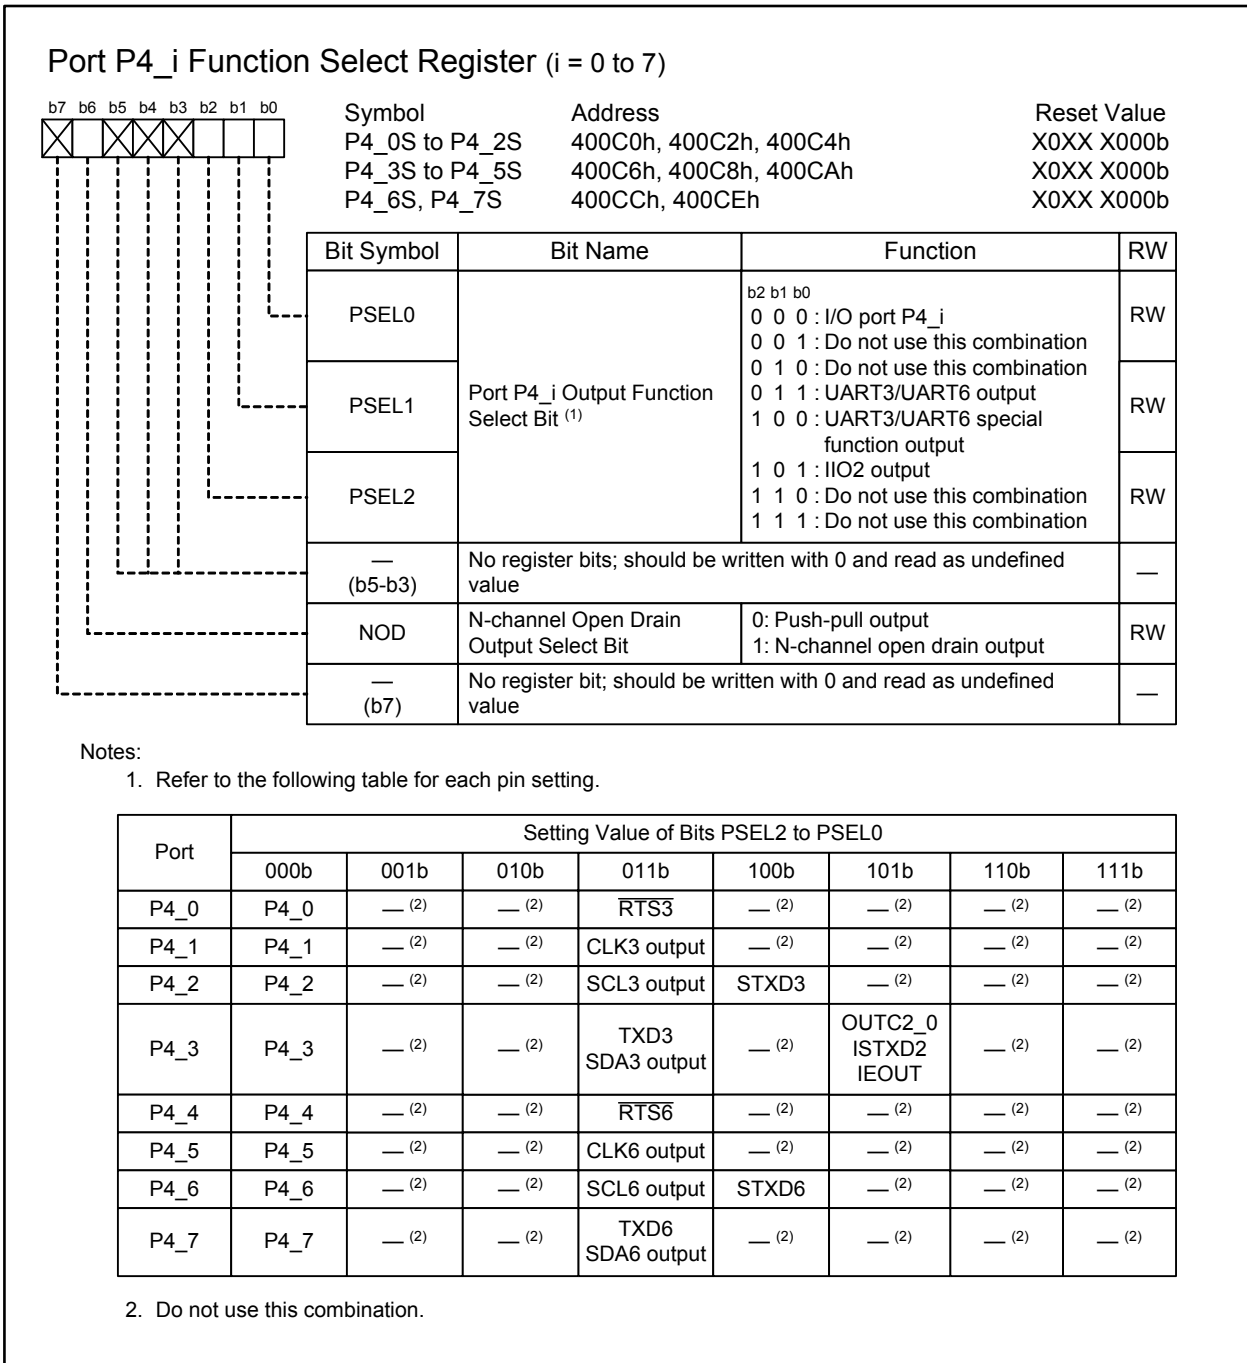 Port P4_i Function Select Register (i = 0 to 7)
b7 b6 b5 b4 b3 b2 b1 b0
Symbol Address Reset Value
P4_0S to P4_2S 400C0h, 400C2h, 400C4h X0XX X000b
P4_3S to P4_5S 400C6h, 400C8h, 400CAh X0XX X000b
P4_6S, P4_7S 400CCh, 400CEh X0XX X000b
Bit Symbol Bit Name Function RW
PSEL0 RW
PSEL1 RW
PSEL2 RW
Port P4_i Output Function
Select Bit (1)
b2 b1 b0
0 0 0 : I/O port P4_i
0 0 1 : Do not use this combination
0 1 0 : Do not use this combination
0 1 1 : UART3/UART6 output
1 0 0 : UART3/UART6 special
function output
1 0 1 : IIO2 output
1 1 0 : Do not use this combination
1 1 1 : Do not use this combination
—
(b5-b3)
No register bits; should be written with 0 and read as undefined
value
—
NOD
N-channel Open Drain
Output Select Bit
0: Push-pull output
1: N-channel open drain output
RW
—
(b7)
No register bit; should be written with 0 and read as undefined
value
—
Notes:
1. Refer to the following table for each pin setting.
Port Setting Value of Bits PSEL2 to PSEL0
000b 001b 010b 011b 100b 101b 110b 111b
P4_0 P4_0 — (2) — (2) RTS3 — (2) — (2) — (2) — (2)
P4_1 P4_1 — (2) — (2) CLK3 output — (2) — (2) — (2) — (2)
P4_2 P4_2 — (2) — (2) SCL3 output STXD3 — (2) — (2) — (2)
P4_3 P4_3 — (2) — (2) TXD3
SDA3 output — (2) OUTC2_0
ISTXD2
IEOUT — (2) — (2)
P4_4 P4_4 — (2) — (2) RTS6 — (2) — (2) — (2) — (2)
P4_5 P4_5 — (2) — (2) CLK6 output — (2) — (2) — (2) — (2)
P4_6 P4_6 — (2) — (2) SCL6 output STXD6 — (2) — (2) — (2)
P4_7 P4_7 — (2) — (2) TXD6
SDA6 output — (2) — (2) — (2) — (2)
2. Do not use this combination.